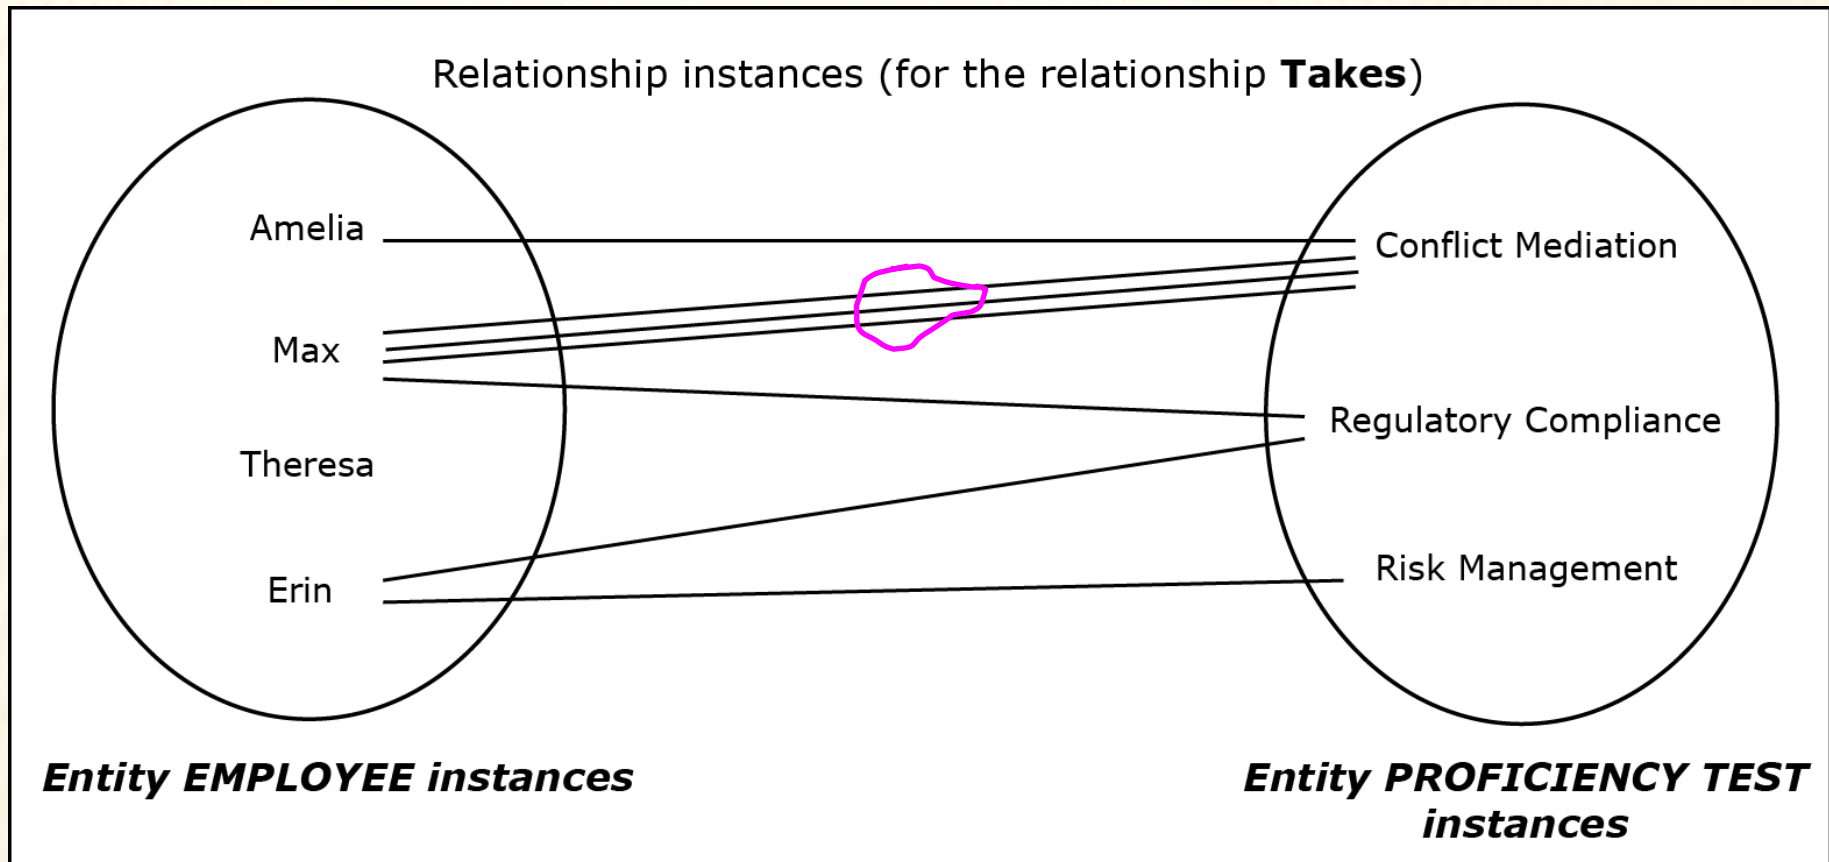 Relationship instances (for the relationship Takes)
Amelia
Max
Theresa
Erin
Conflict Mediation
Regulatory Compliance
Risk Management
Entity EMPLOYEE instances
Entity PROFICIENCY TEST
instances